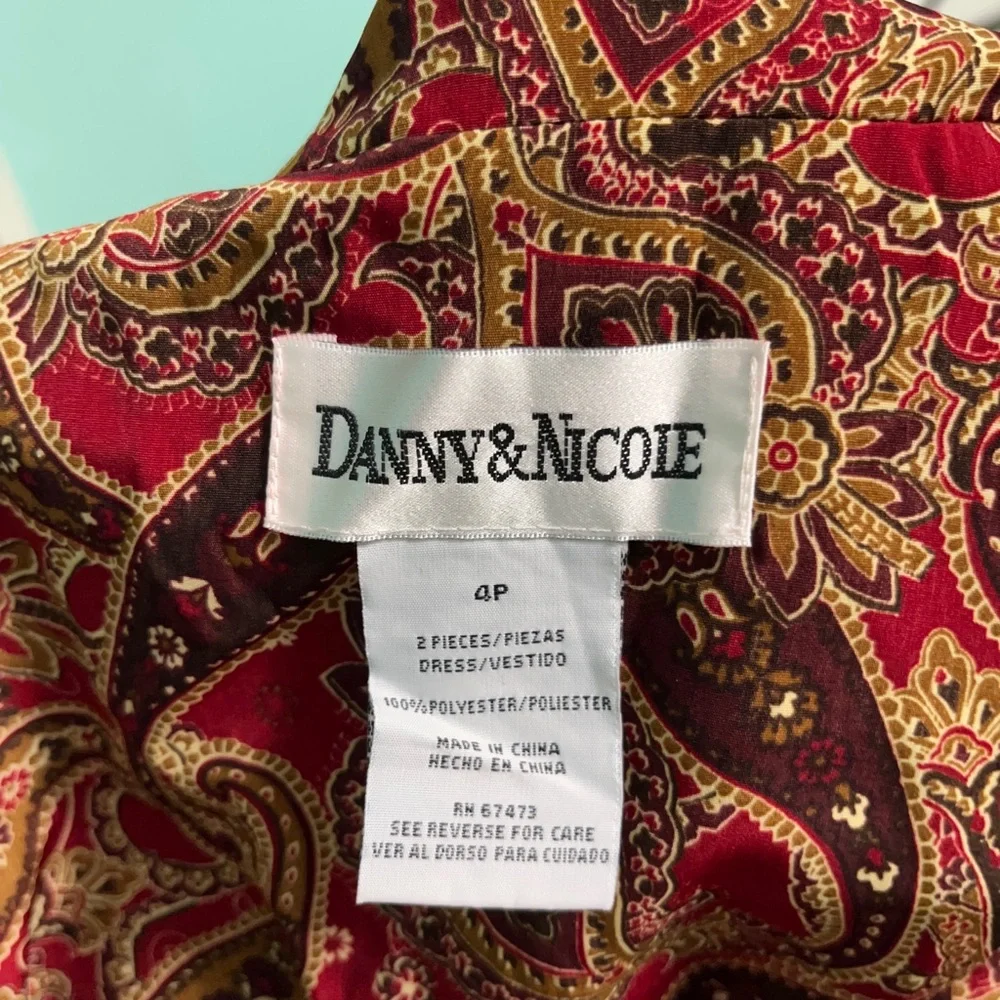 DANNY&NICOLE
4P
2 PIECES/PIEZAS
DRESS/VESTIDO
100%POLYESTER/POLIESTER
MADE IN CHINA
HECHO EN CHINA
RN 67473
SEE REVERSE FOR CARE
VER AL DORSO PARA CUIDADO